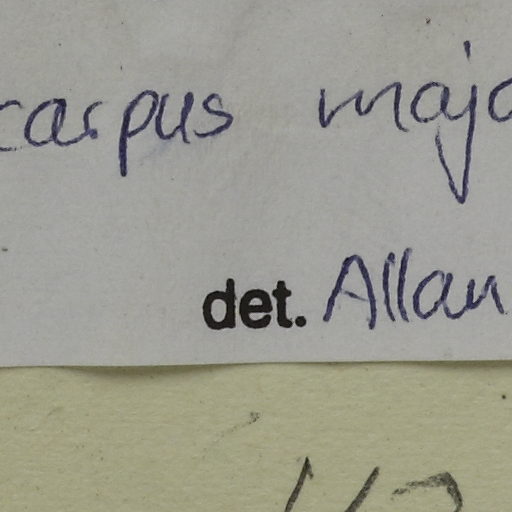 carpus majo
det. Allan